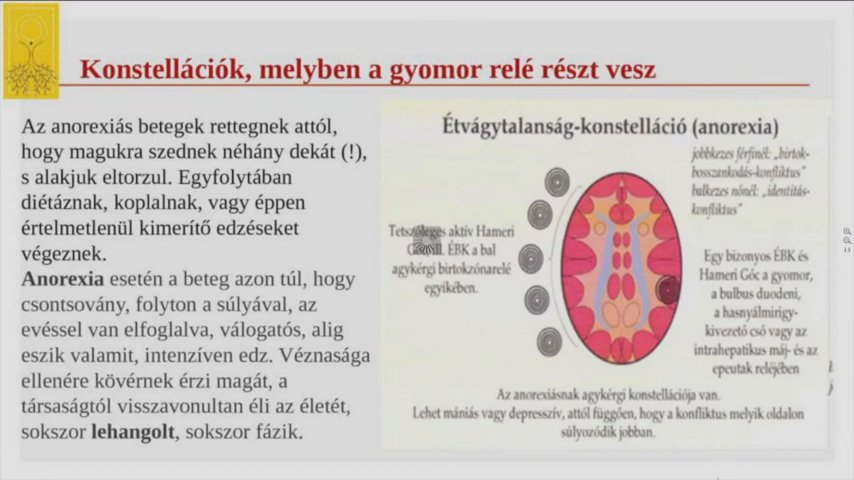 Konstellációk, melyben a gyomor relé részt vesz
Az anorexiás betegek rettegnek attól,
hogy magukra szednek néhány dekát (!),
s alakjuk eltorzul. Egyfolytában
diétáznak, koplalnak, vagy éppen
értelmetlenül kimerítő edzéseket
végeznek.
Anorexia esetén a beteg azon túl, hogy
csontsovány, folyton a súlyával, az
evéssel van elfoglalva, válogatós, alig
eszik valamit, intenzíven edz. Véznasága
ellenére kövérnek érzi magát, a
társaságtól visszavonultan éli az életét,
sokszor lehangolt, sokszor fázik.
Étvágytalanság-konstelláció (anorexia)
jobbkezes férfinél: „birtok-
bosszankodás-konfliktus"
balkezes nőnél: „identitás-
konfliktus"
Tetszőleges aktív Hameri
ÉBK a bal
agykérgi birtokzónarelé
egyikében.
Egy bizonyos ÉBK és
Hameri Góc a gyomor,
a bulbus duodeni,
a hasnyálmirigy-
kivezető cső vagy az
intrahepatikus máj- és az
epeutak reléjében
Az anorexiásnak agykérgi konstellációja van.
Lehet mániás vagy depresszív, attól függően, hogy a konfliktus melyik oldalon
súlyozódik jobban.